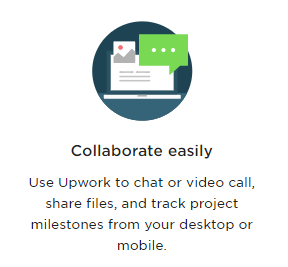 Collaborate easily
Use Upwork to chat or video call,
share files, and track project
milestones from your desktop or
mobile.